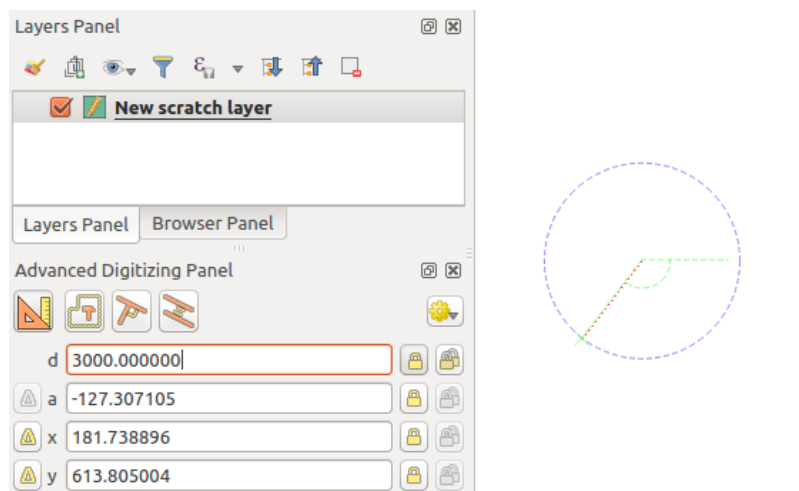 Layers Panel
ε
New scratch layer
Layers Panel
Browser Panel
Advanced Digitizing Panel
d
3000.000000
a
-127.307105
x
181.738896
y
613.805004